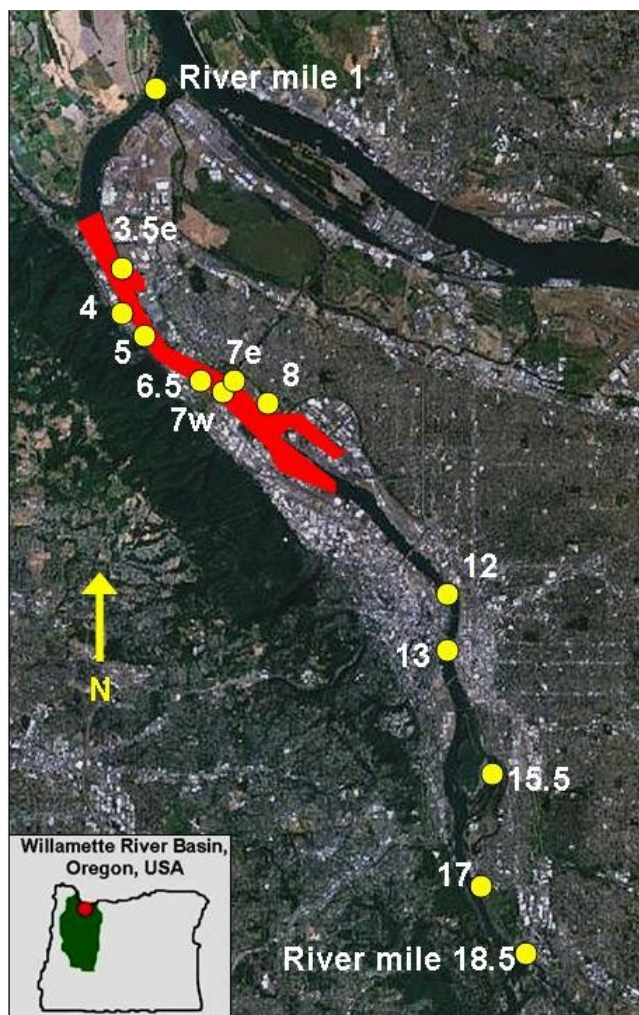 River mile 1
3.5e
4
5
7e
6.5
8
7w
12
N
13
15.5
Willamette River Basin,
Oregon, USA
17
River mile 18.5